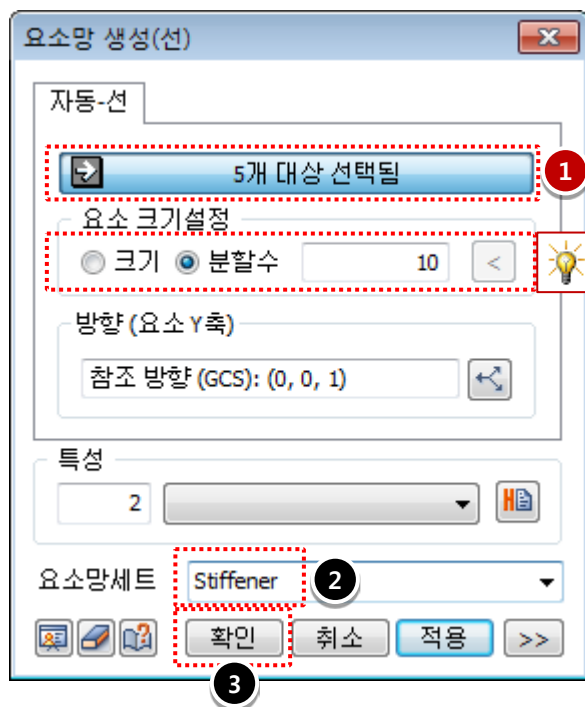 요소망 생성(선)
자동-선
5개 대상 선택됨
1
요소 크기설정
크기 분할수 10 <
방향 (요소 Y축)
참조 방향 (GCS): (0, 0, 1)
특성
2
요소망세트 Stiffener 2
확인 취소 적용 >>
3